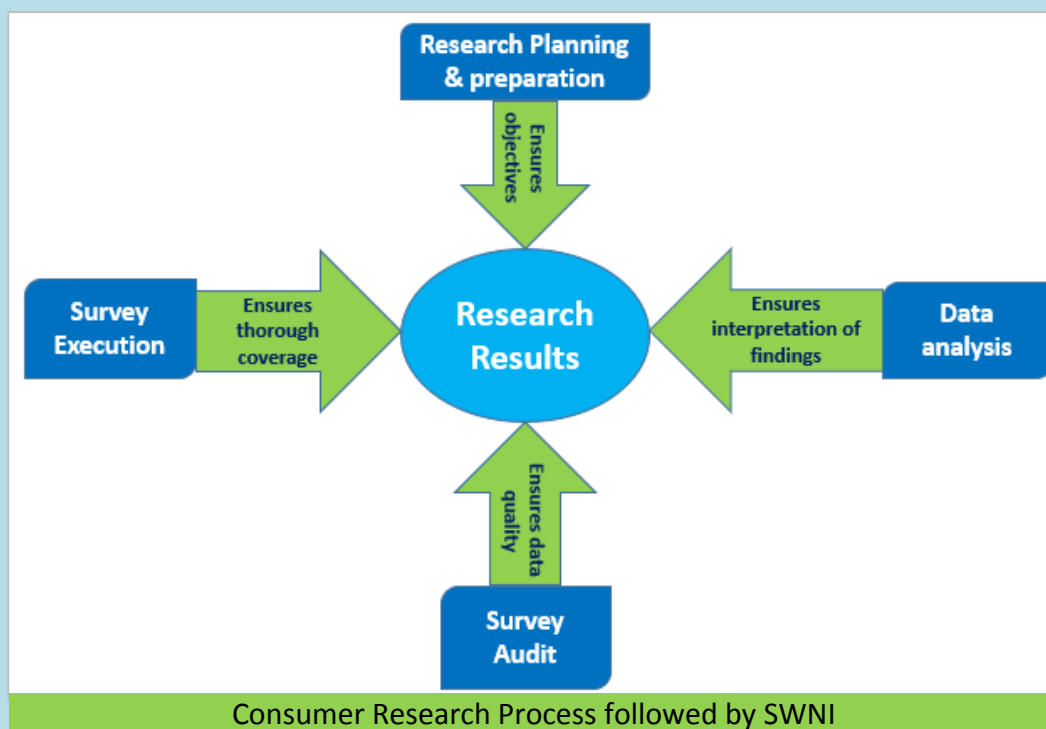 Research Planning
& preparation
Ensures
objectives
Survey
Execution
Ensures
thorough
coverage
Research
Results
Ensures
interpretation of
findings
Data
analysis
Ensures data
quality
Survey
Audit
Consumer Research Process followed by SWNI